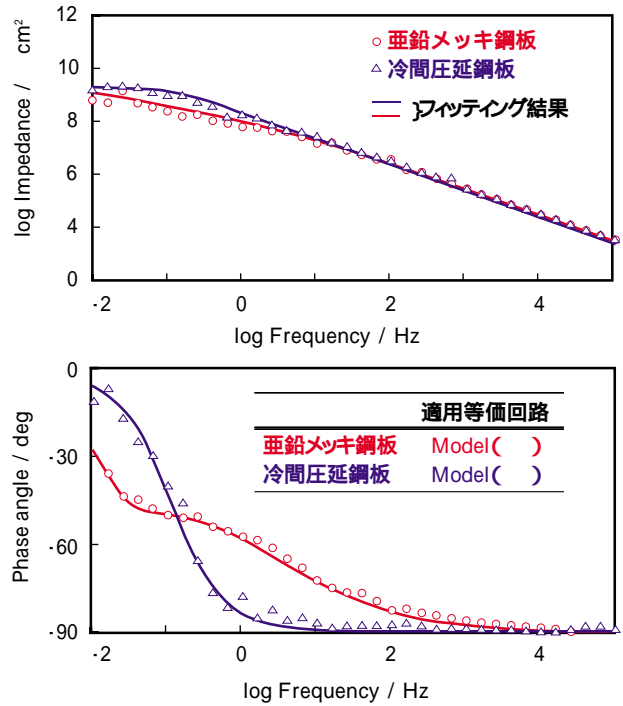 log Impedance / cm²
12
10
8
6
4
2
0
-2 0 2 4
log Frequency / Hz
○ 亜鉛メッキ鋼板
△ 冷間圧延鋼板
}フィッティング結果
Phase angle / deg
0
-30
-60
-90
-2 0 2 4
log Frequency / Hz
適用等価回路
亜鉛メッキ鋼板 Model( )
冷間圧延鋼板 Model( )